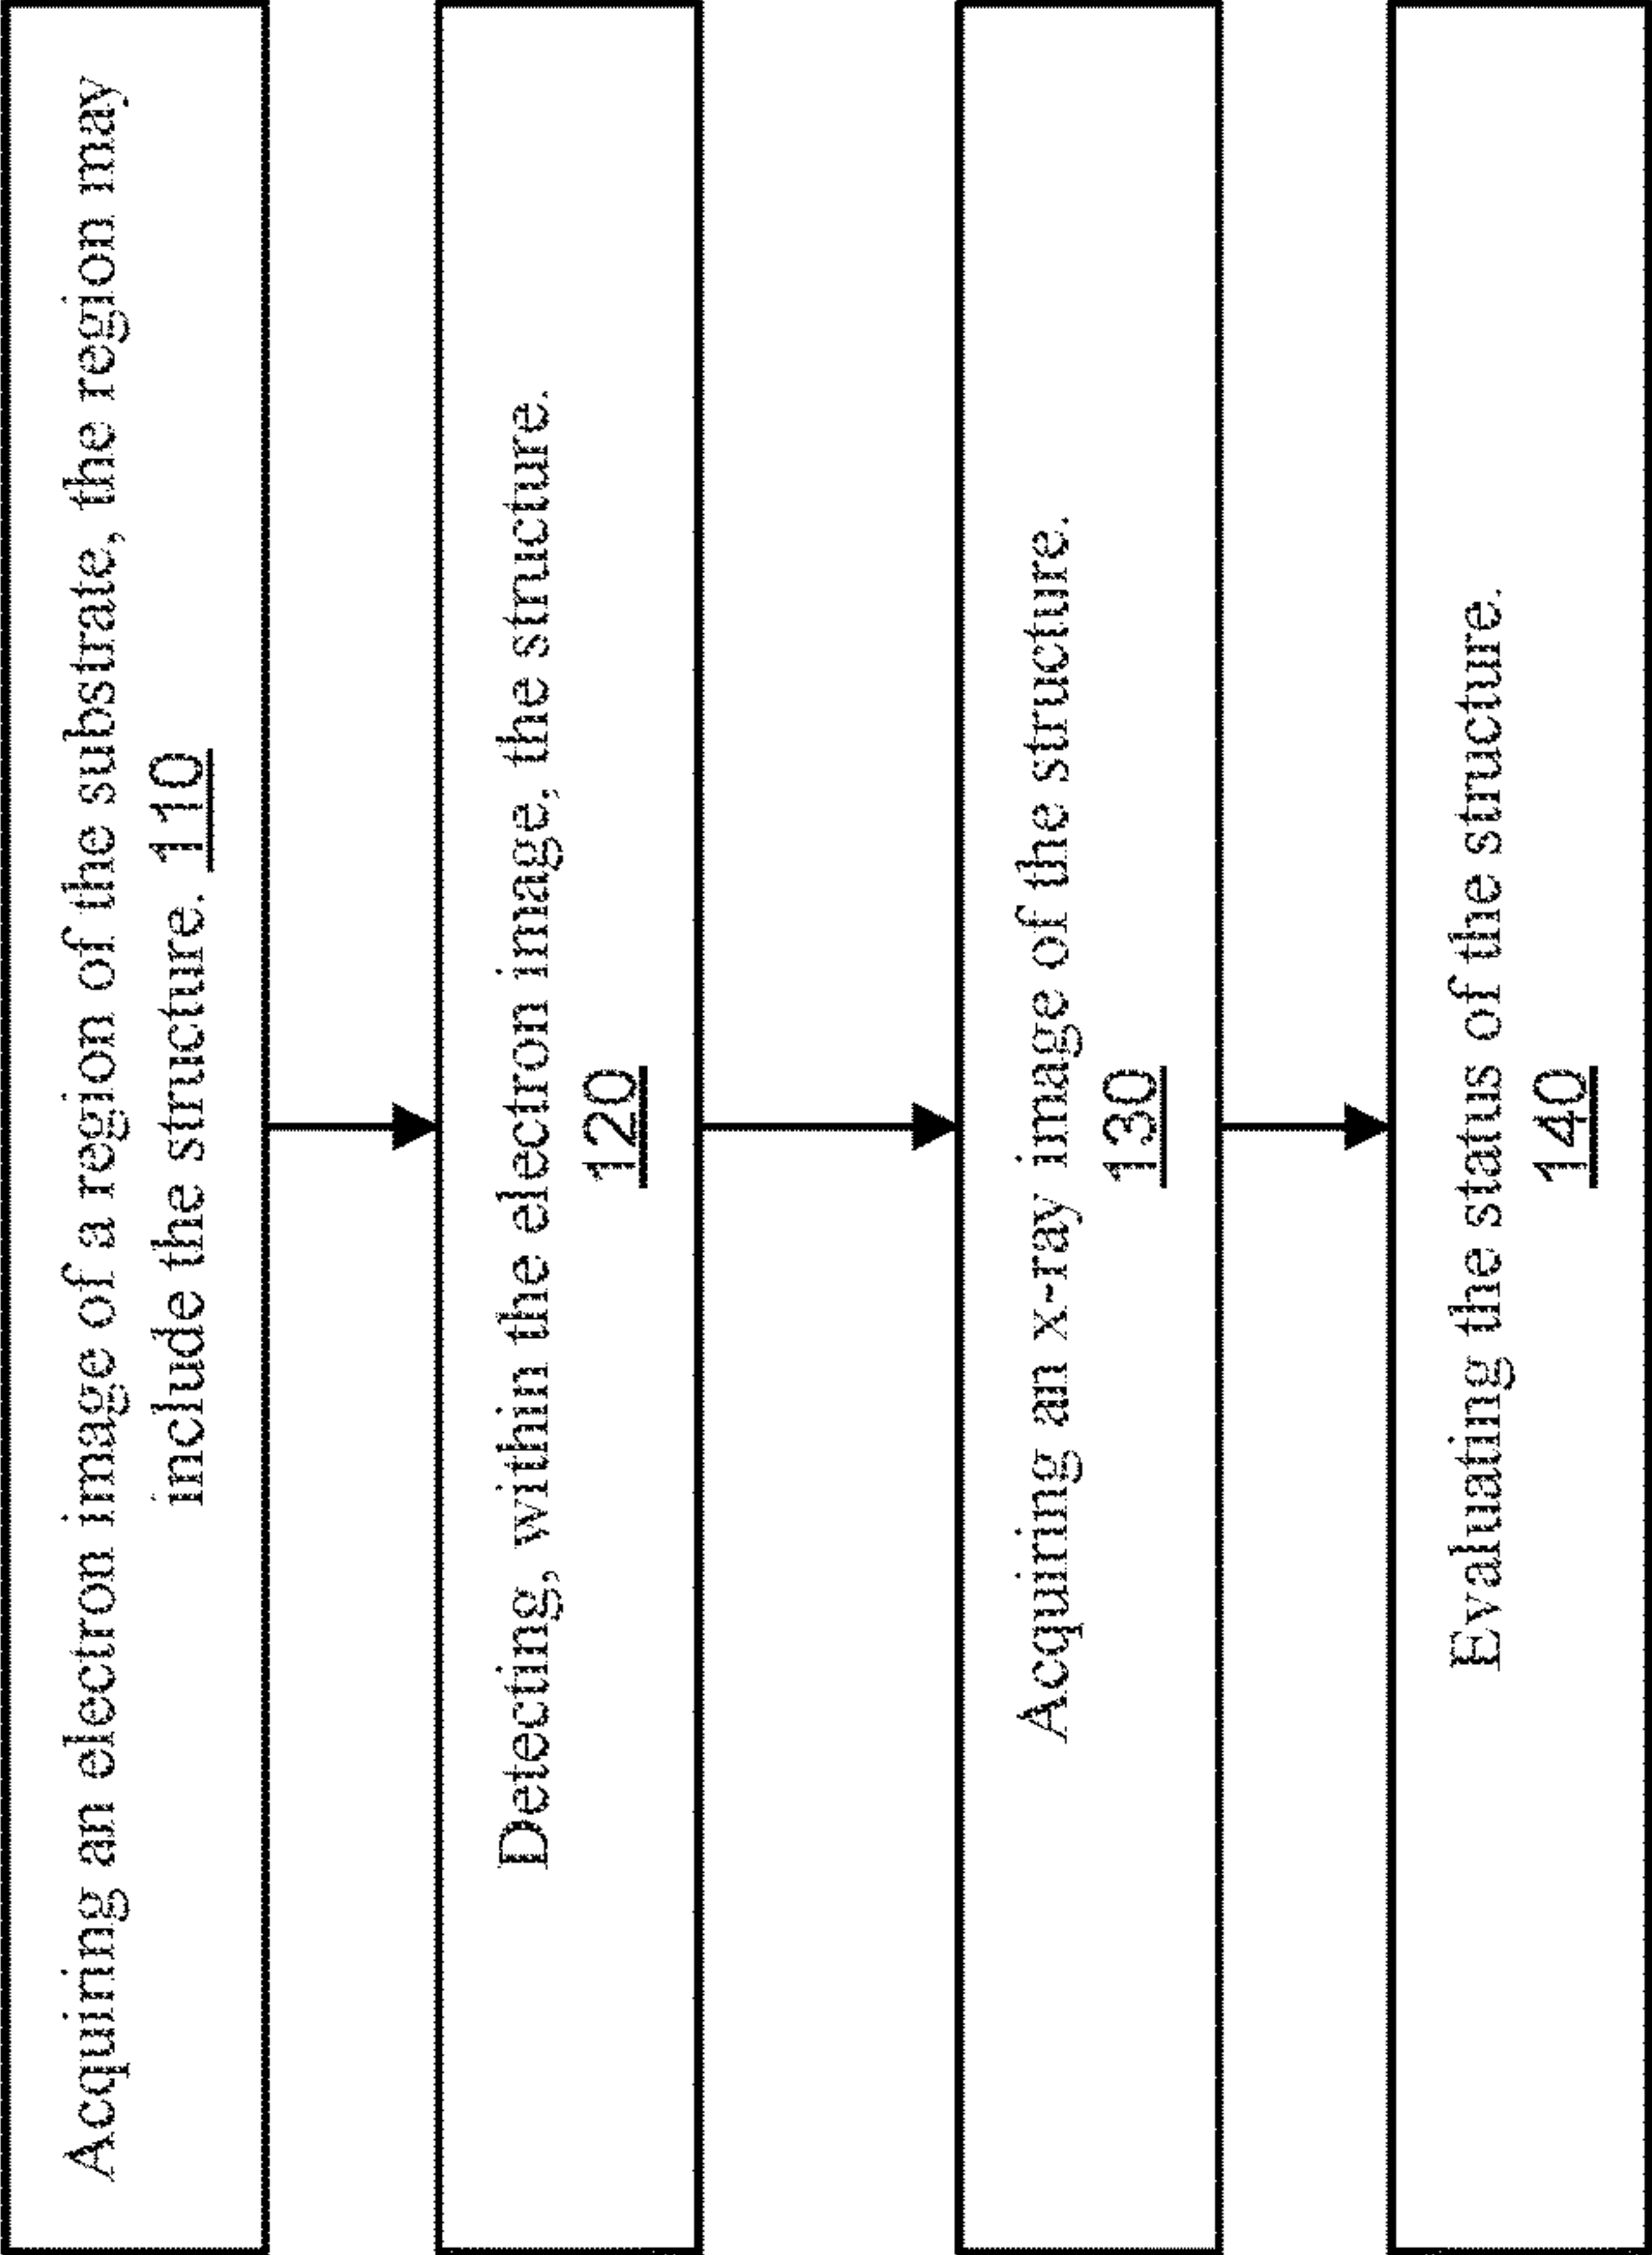 Acquiring an electron image of a region of the substrate, the region may
include the structure. 110
Detecting, within the electron image, the structure.
120
Acquiring an x-ray image of the structure.
130
Evaluating the status of the structure.
140